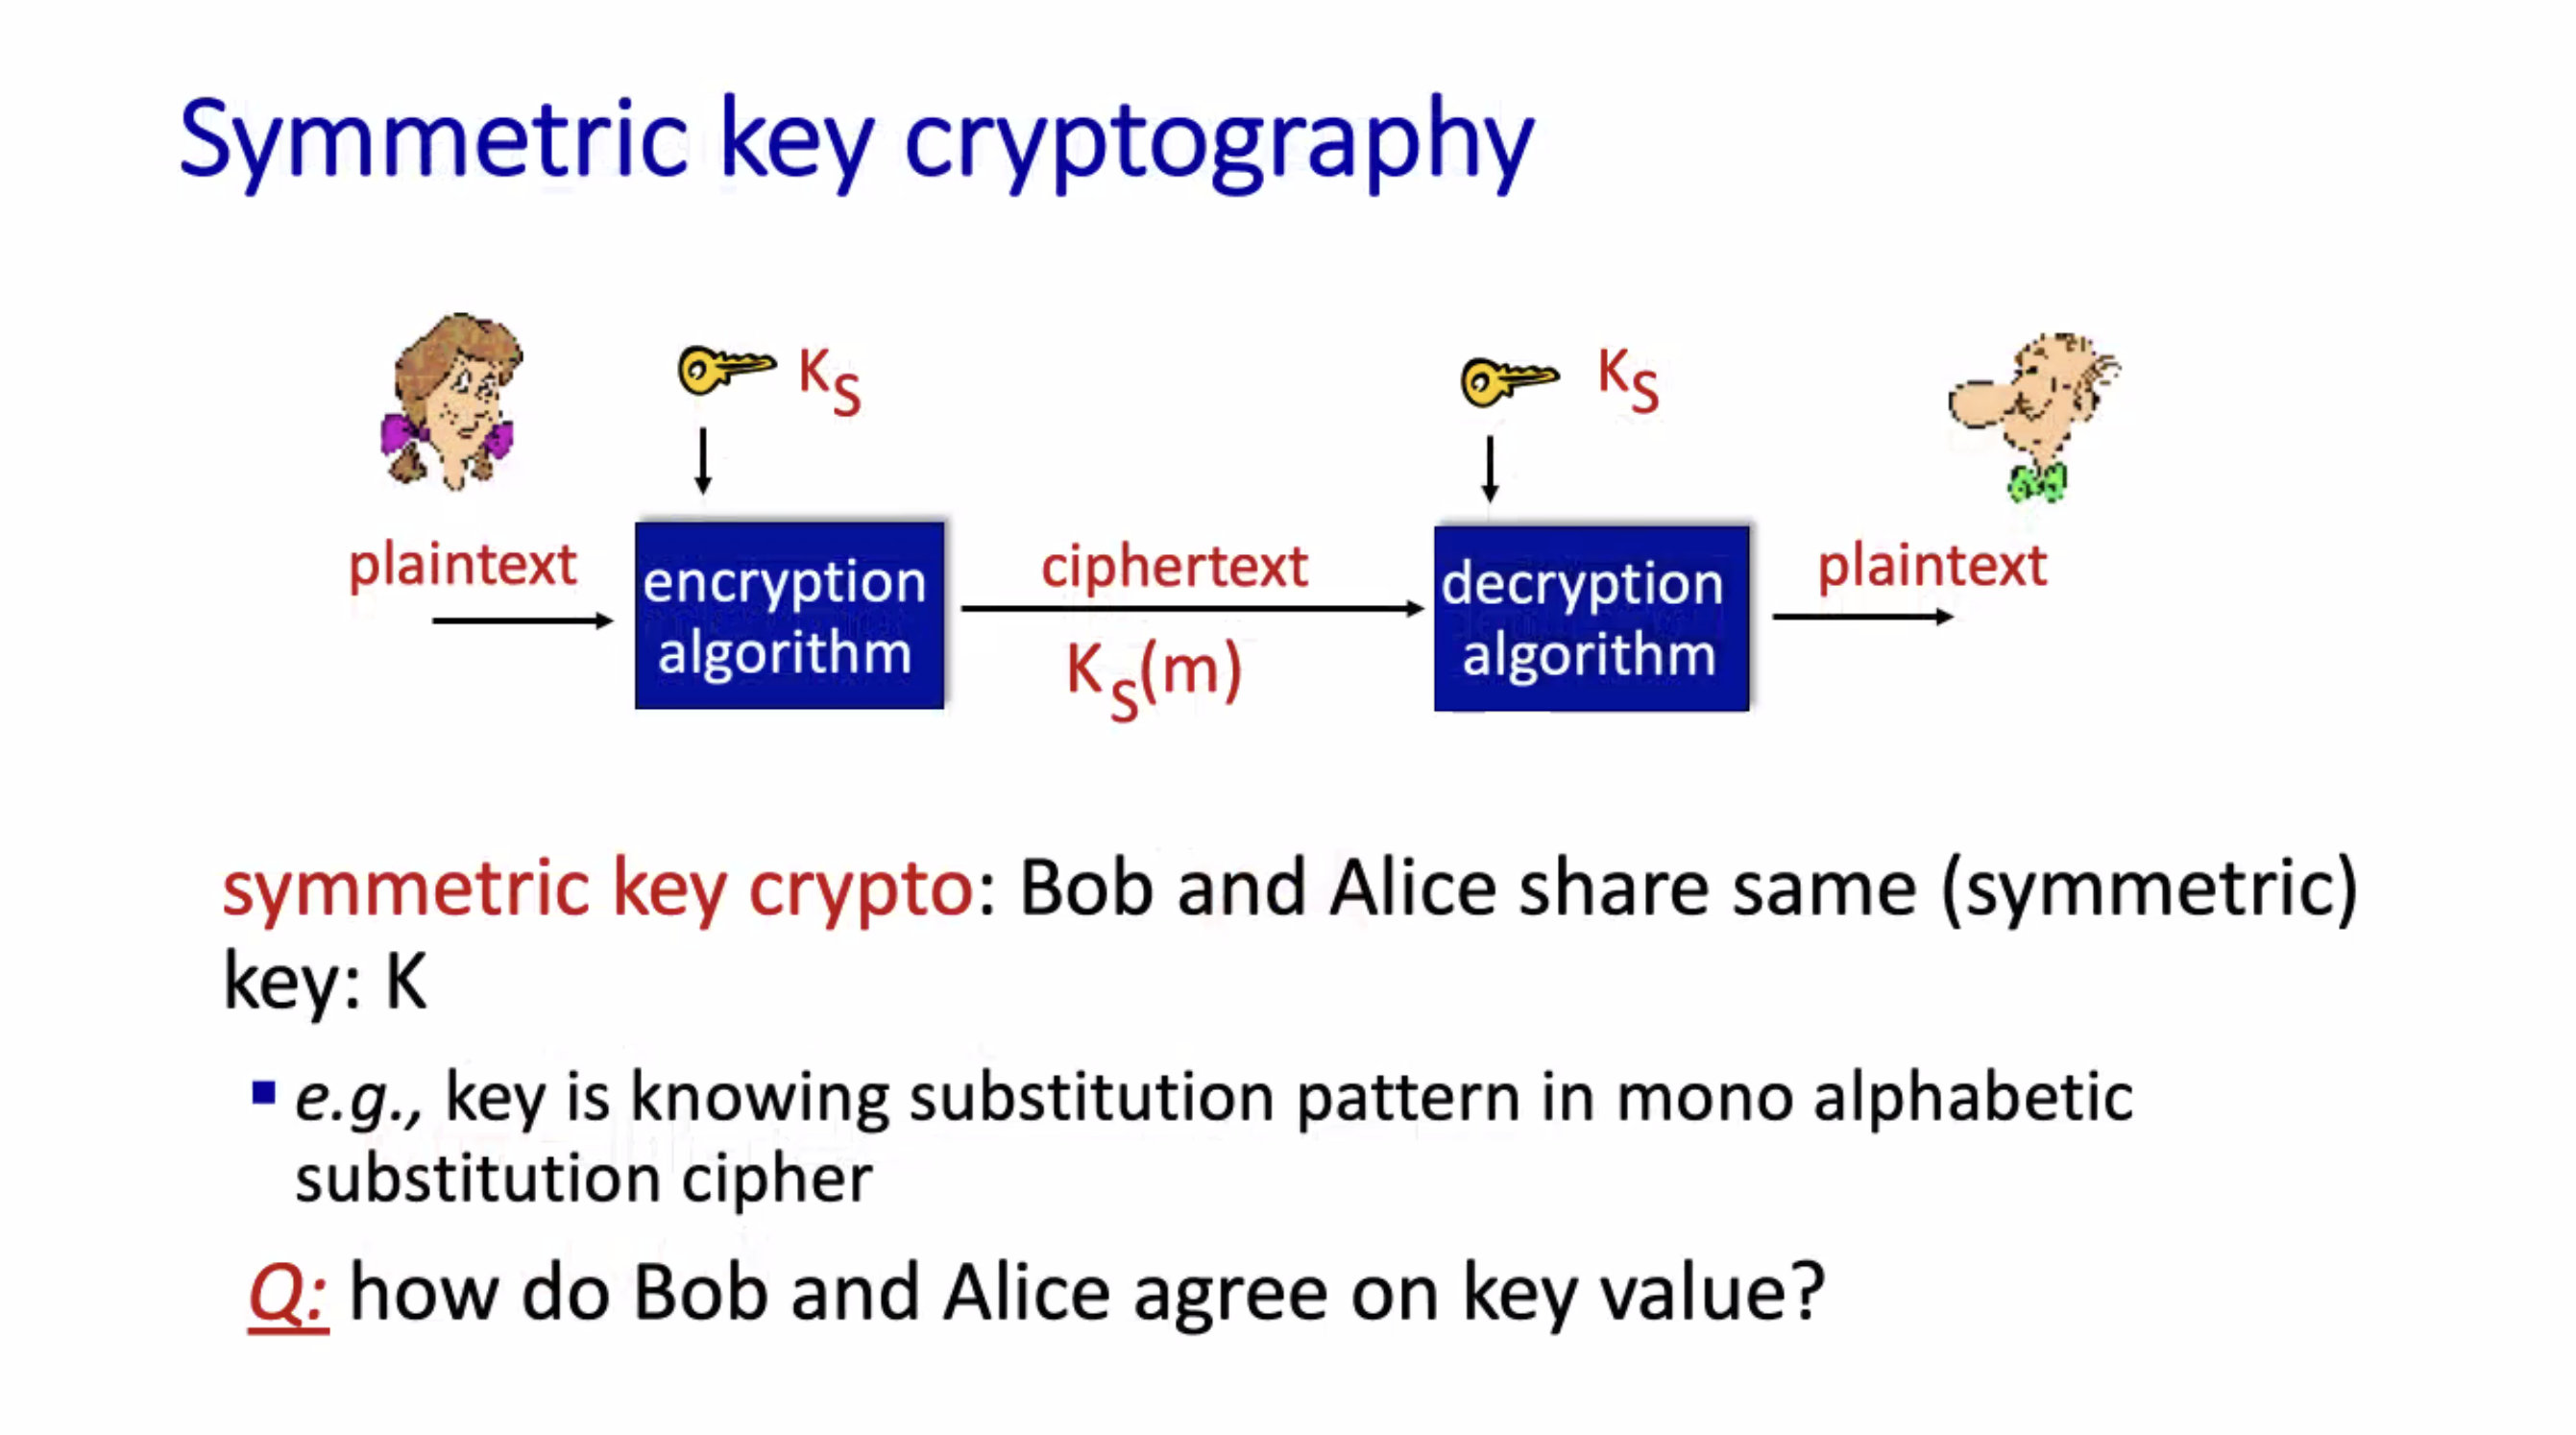 Symmetric key cryptography
K_S
K_S
plaintext
encryption
algorithm
ciphertext
K_S(m)
decryption
algorithm
plaintext
symmetric key crypto: Bob and Alice share same (symmetric)
key: K
▪ e.g., key is knowing substitution pattern in mono alphabetic
substitution cipher
Q: how do Bob and Alice agree on key value?